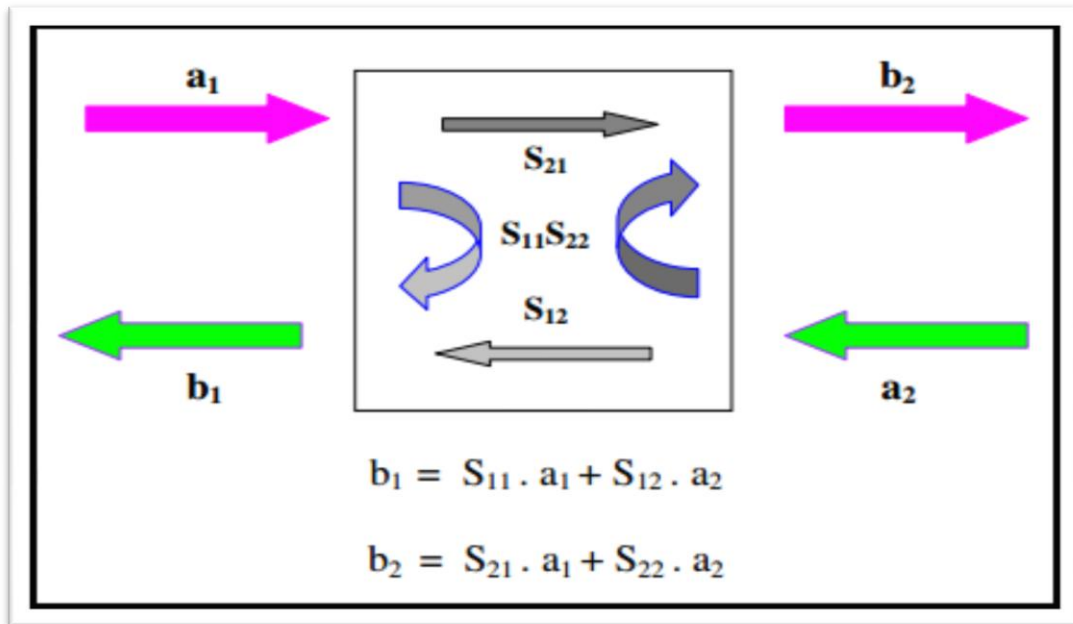 a₁ b₂
S₂₁
S₁₁S₂₂
S₁₂
b₁ a₂
b₁ = S₁₁ . a₁ + S₁₂ . a₂
b₂ = S₂₁ . a₁ + S₂₂ . a₂